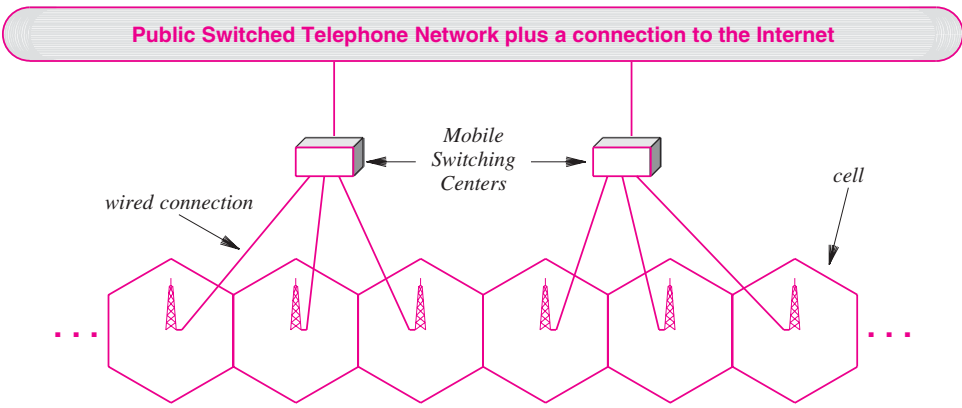 Public Switched Telephone Network plus a connection to the Internet
Mobile
Switching
Centers
cell
wired connection
. . .
. . .